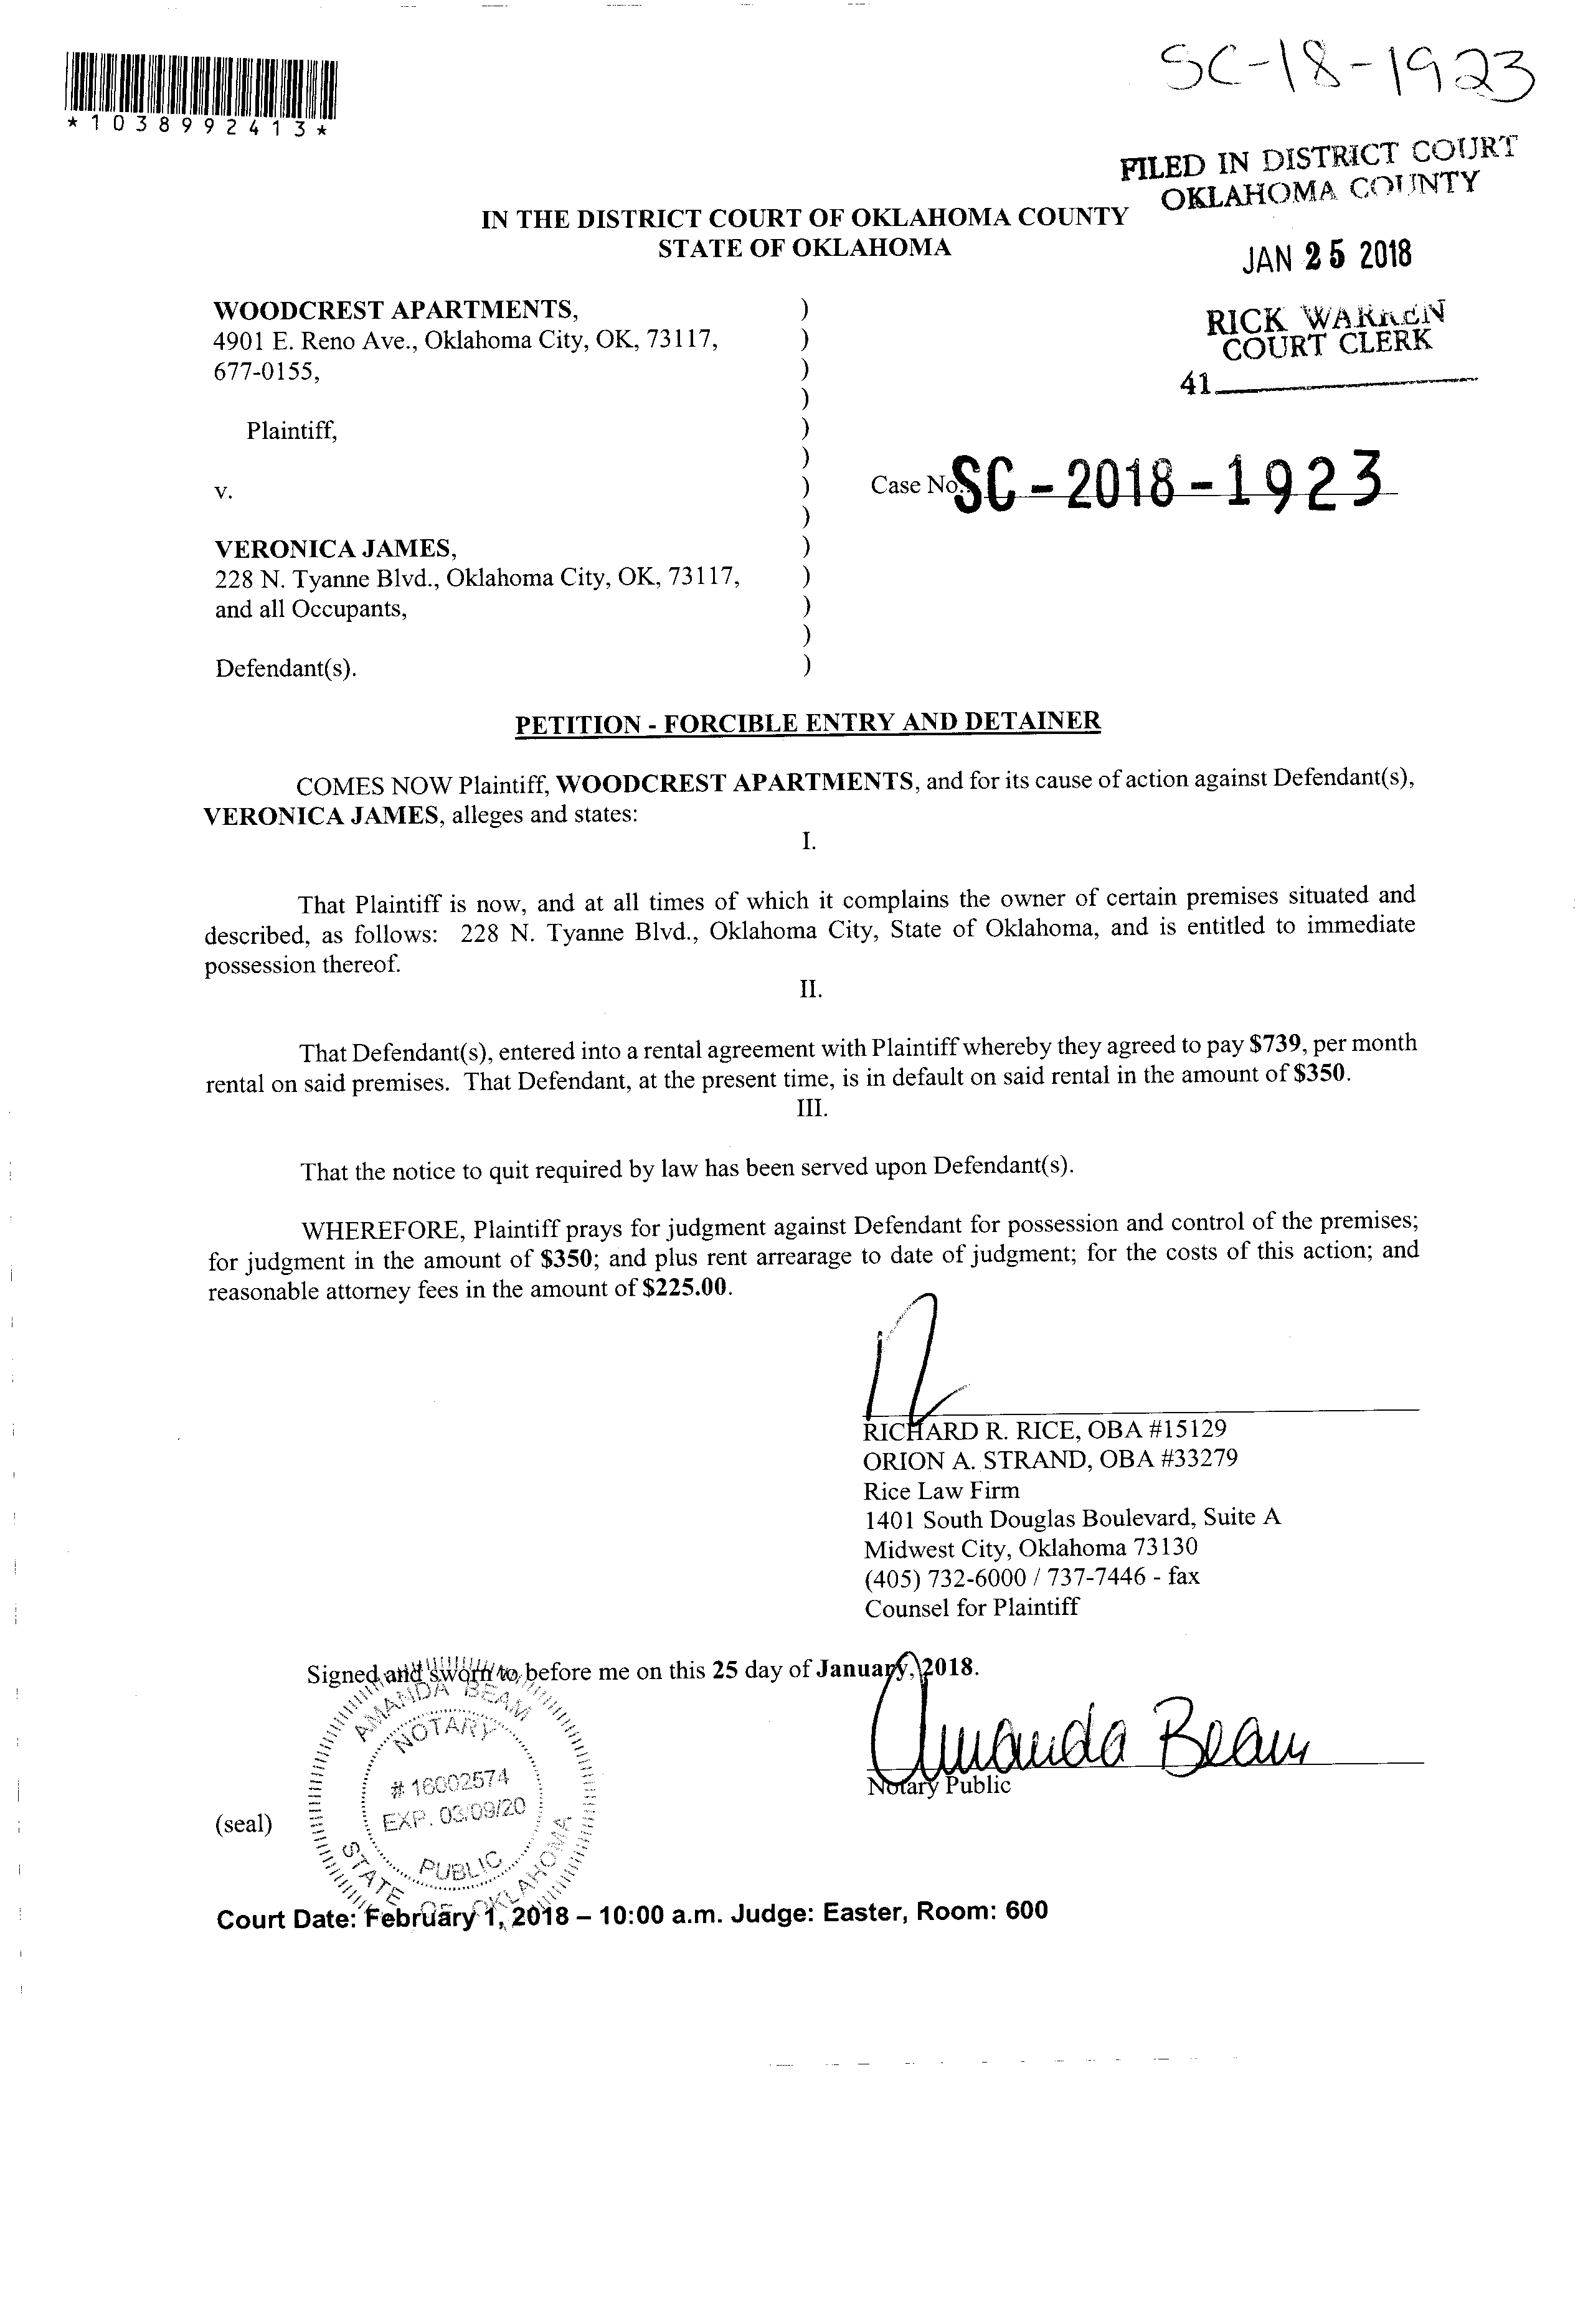 SC-18-1923
*1038992413*
FILED IN DISTRICT COURT
OKLAHOMA COUNTY
IN THE DISTRICT COURT OF OKLAHOMA COUNTY
STATE OF OKLAHOMA
JAN 25 2018
RICK WARREN
COURT CLERK
41
WOODCREST APARTMENTS, )
4901 E. Reno Ave., Oklahoma City, OK, 73117, )
677-0155, )
)
Plaintiff, )
)
v. ) Case No.: SC-2018-1923
)
VERONICA JAMES, )
228 N. Tyanne Blvd., Oklahoma City, OK, 73117, )
and all Occupants, )
)
Defendant(s). )
PETITION - FORCIBLE ENTRY AND DETAINER
COMES NOW Plaintiff, WOODCREST APARTMENTS, and for its cause of action against Defendant(s),
VERONICA JAMES, alleges and states:
I.
That Plaintiff is now, and at all times of which it complains the owner of certain premises situated and
described, as follows: 228 N. Tyanne Blvd., Oklahoma City, State of Oklahoma, and is entitled to immediate
possession thereof.
II.
That Defendant(s), entered into a rental agreement with Plaintiff whereby they agreed to pay $739, per month
rental on said premises. That Defendant, at the present time, is in default on said rental in the amount of $350.
III.
That the notice to quit required by law has been served upon Defendant(s).
WHEREFORE, Plaintiff prays for judgment against Defendant for possession and control of the premises;
for judgment in the amount of $350; and plus rent arrearage to date of judgment; for the costs of this action; and
reasonable attorney fees in the amount of $225.00.
RICHARD R. RICE, OBA #15129
ORION A. STRAND, OBA #33279
Rice Law Firm
1401 South Douglas Boulevard, Suite A
Midwest City, Oklahoma 73130
(405) 732-6000 / 737-7446 - fax
Counsel for Plaintiff
Signed and sworn to before me on this 25 day of January, 2018.
Amanda Beam
Notary Public
AMANDA BEAM
NOTARY
# 16002574
EXP. 03/09/20
PUBLIC
STATE OF OKLAHOMA
(seal)
Court Date: February 1, 2018 – 10:00 a.m. Judge: Easter, Room: 600